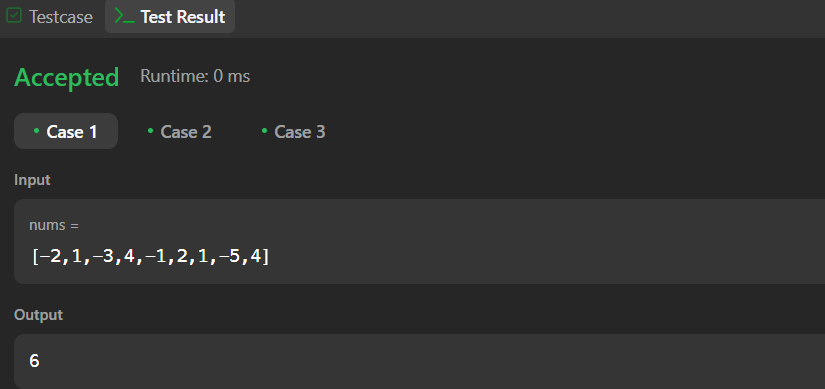 Testcase >_ Test Result
Accepted Runtime: 0 ms
• Case 1 • Case 2 • Case 3
Input
nums =
[-2,1,-3,4,-1,2,1,-5,4]
Output
6